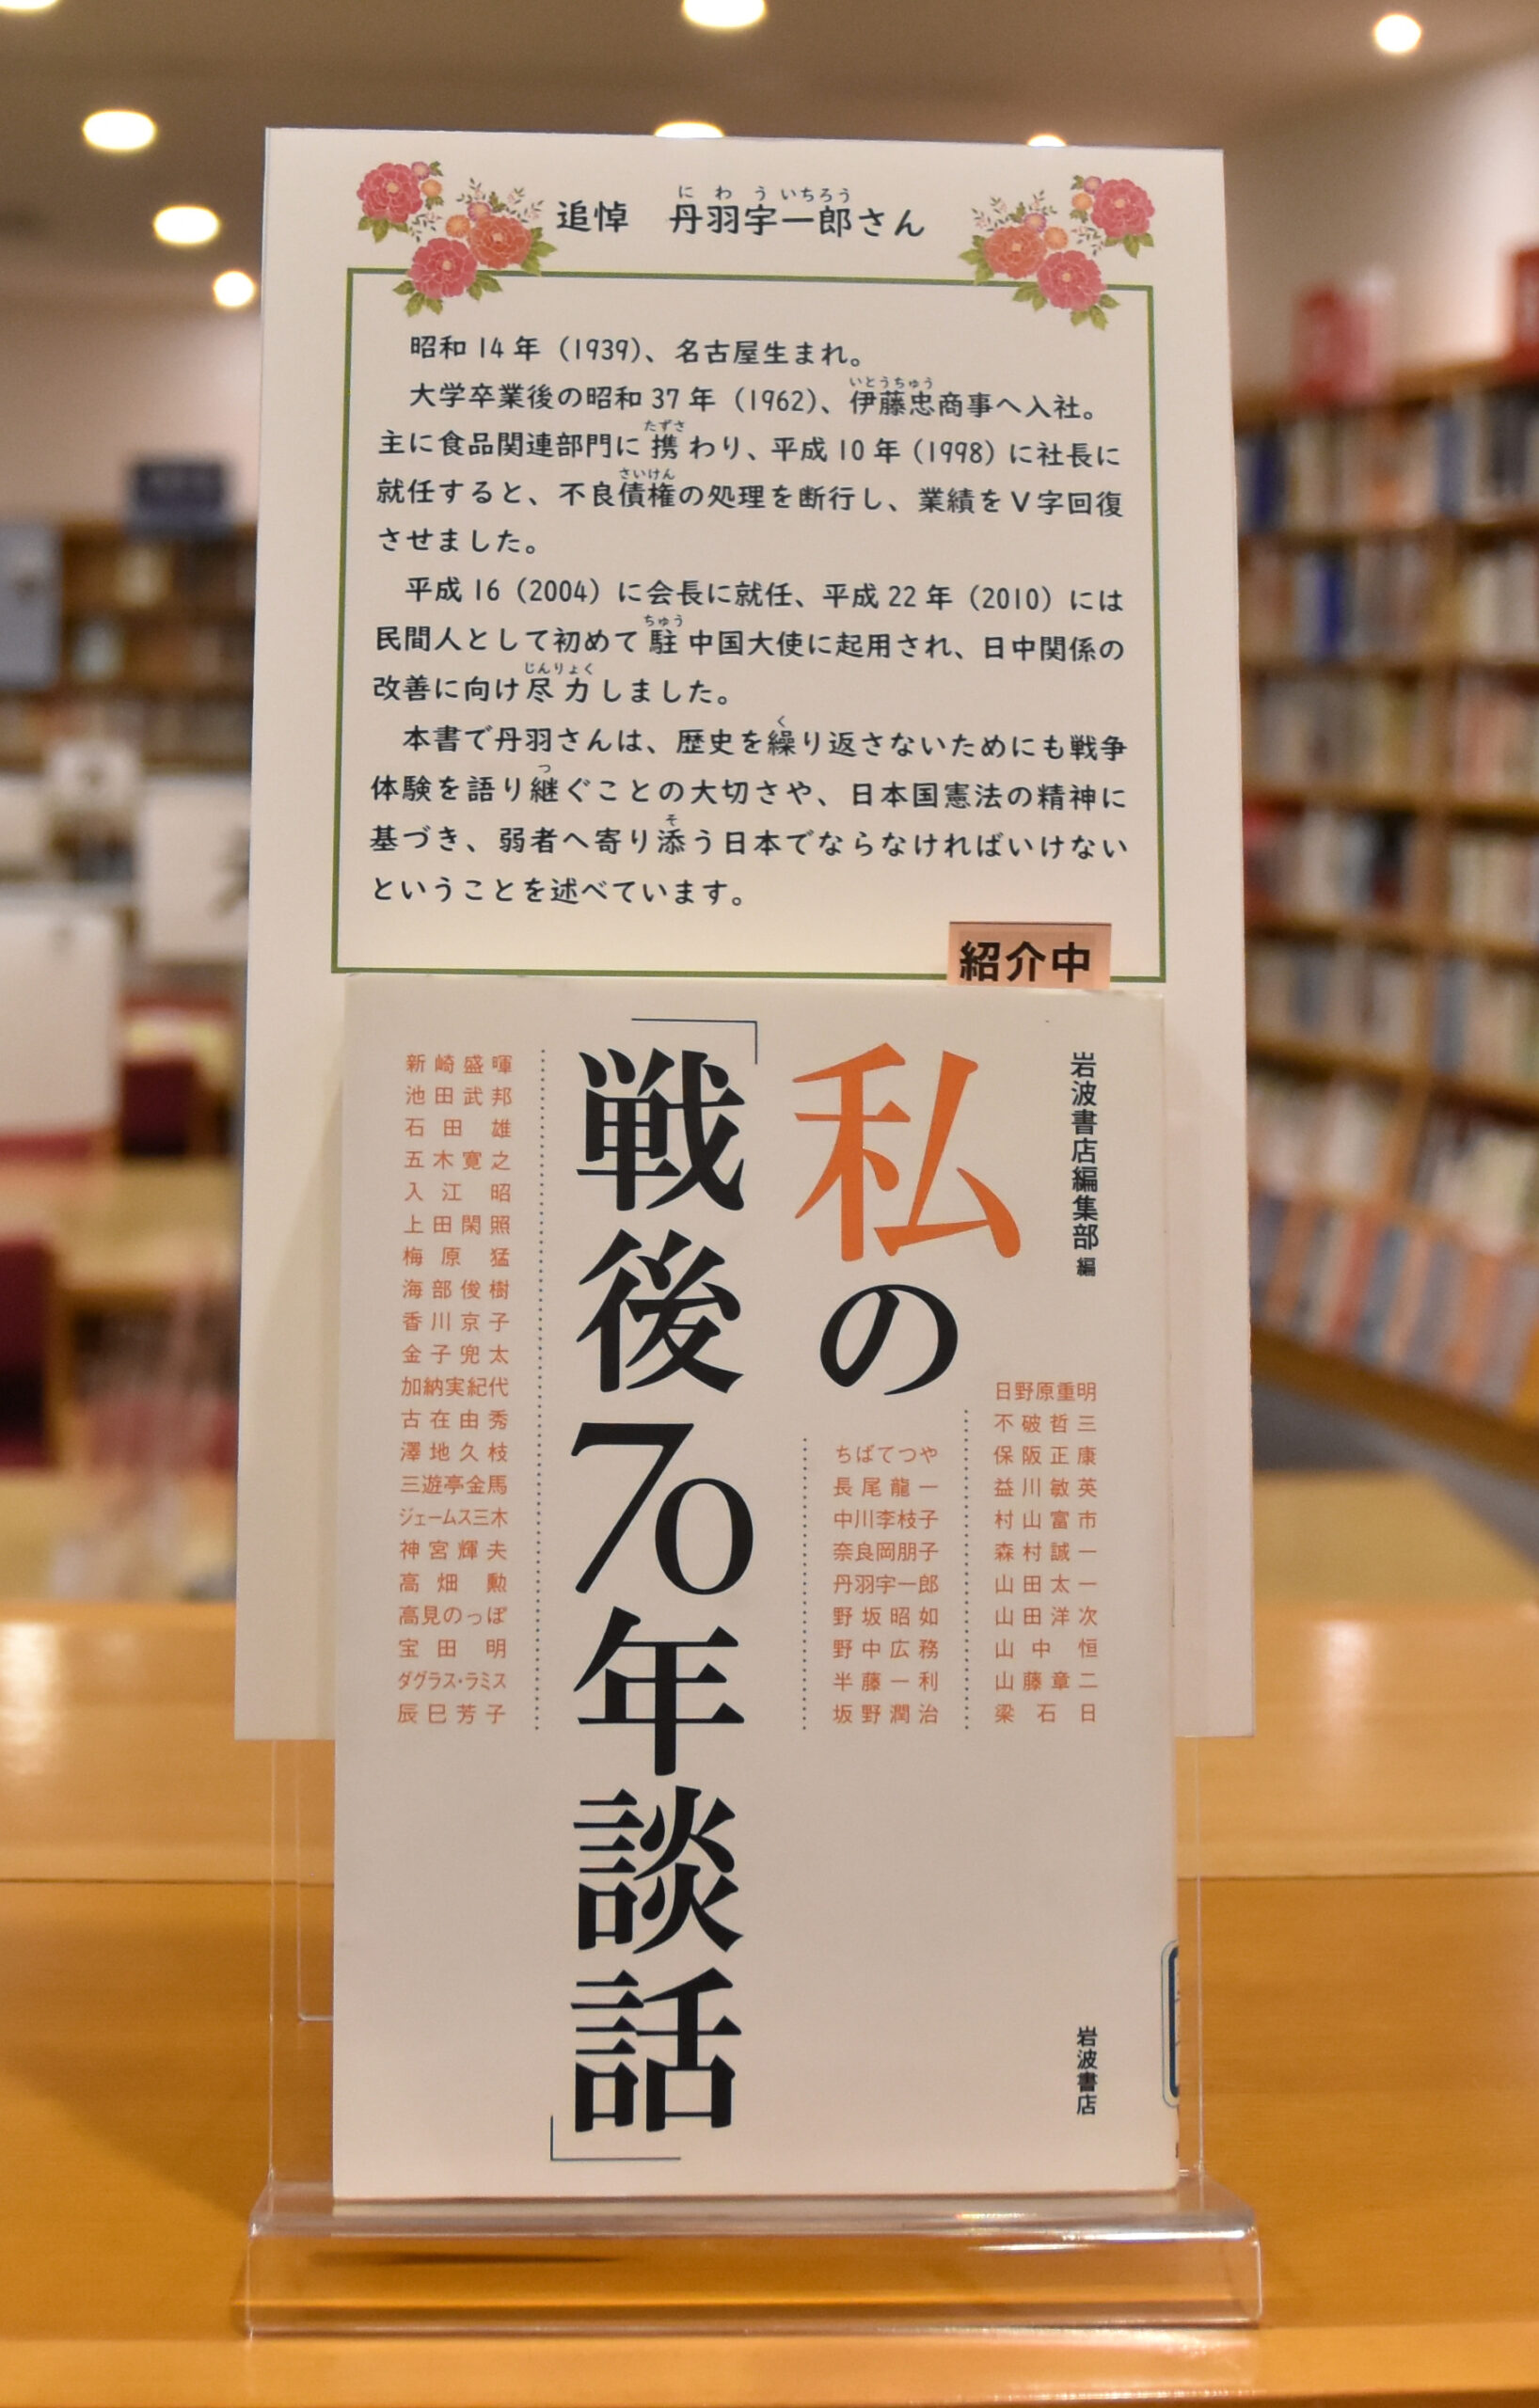 追悼　丹羽宇一郎さん
昭和14年（1939）、名古屋生まれ。
大学卒業後の昭和37年（1962）、伊藤忠商事へ入社。
主に食品関連部門に携わり、平成10年（1998）に社長に
就任すると、不良債権の処理を断行し、業績をV字回復
させました。
平成16（2004）に会長に就任、平成22年（2010）には
民間人として初めて駐中国大使に起用され、日中関係の
改善に向け尽力しました。
本書で丹羽さんは、歴史を繰り返さないためにも戦争
体験を語り継ぐことの大切さや、日本国憲法の精神に
基づき、弱者へ寄り添う日本でならなければいけない
ということを述べています。
紹介中
岩波書店編集部 編
私の
「戦後70年談話」
新崎盛暉
池田武邦
石田雄
五木寛之
入江昭
上田閑照
梅原猛
海部俊樹
香川京子
金子兜太
加納実紀代
古在由秀
澤地久枝
三遊亭金馬
ジェームス三木
神宮輝夫
高畑勲
高見のっぽ
宝田明
ダグラス・ラミス
辰巳芳子
ちばてつや
長尾龍一
中川李枝子
奈良岡朋子
丹羽宇一郎
野坂昭如
野中広務
半藤一利
坂野潤治
日野原重明
不破哲三
保阪正康
益川敏英
村山富市
森村誠一
山田太一
山田洋次
山中恒
山藤章二
梁石日
岩波書店